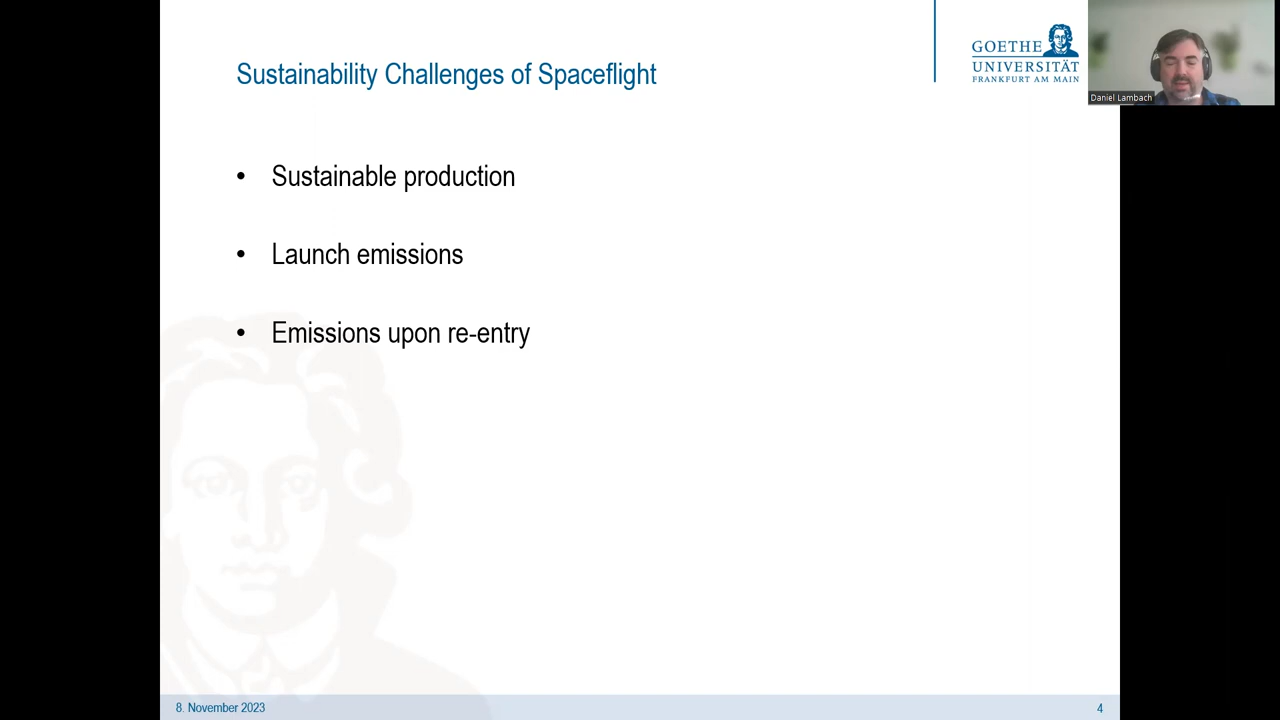 Sustainability Challenges of Spaceflight
GOETHE
UNIVERSITÄT
FRANKFURT AM MAIN
Daniel Lambach
• Sustainable production
• Launch emissions
• Emissions upon re-entry
8. November 2023
4